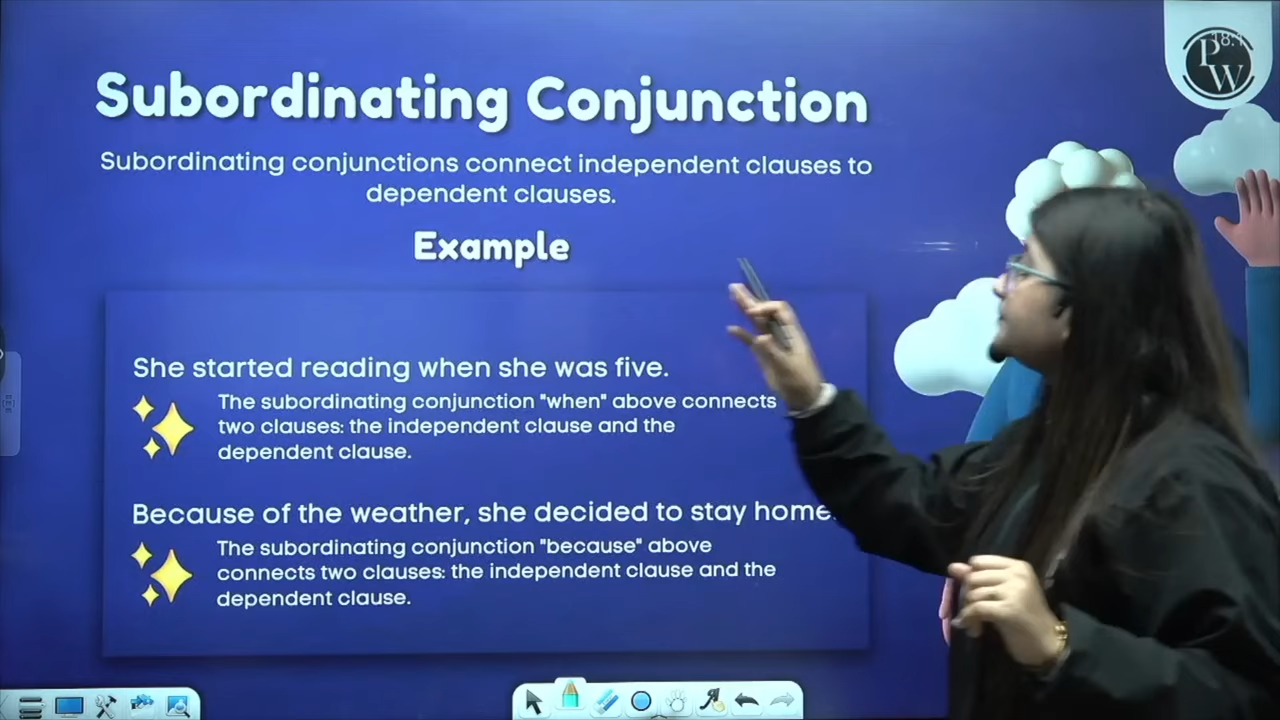 Subordinating Conjunction
Subordinating conjunctions connect independent clauses to
dependent clauses.
Example
She started reading when she was five.
The subordinating conjunction "when" above connects
two clauses: the independent clause and the
dependent clause.
Because of the weather, she decided to stay home.
The subordinating conjunction "because" above
connects two clauses: the independent clause and the
dependent clause.
PW